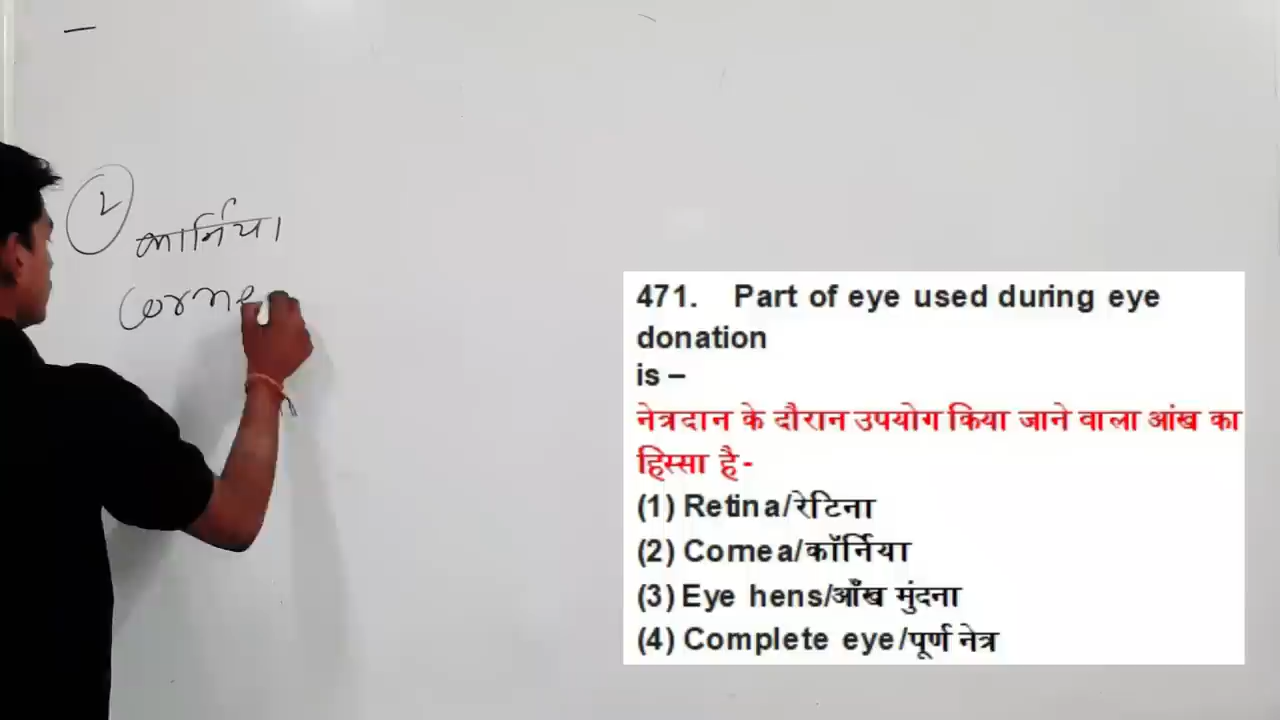 2
कार्निया
Corne
471. Part of eye used during eye
donation
is –
नेत्रदान के दौरान उपयोग किया जाने वाला आंख का
हिस्सा है-
(1) Retina/रेटिना
(2) Cornea/कॉर्निया
(3) Eye hens/आँख मुंदना
(4) Complete eye/पूर्ण नेत्र